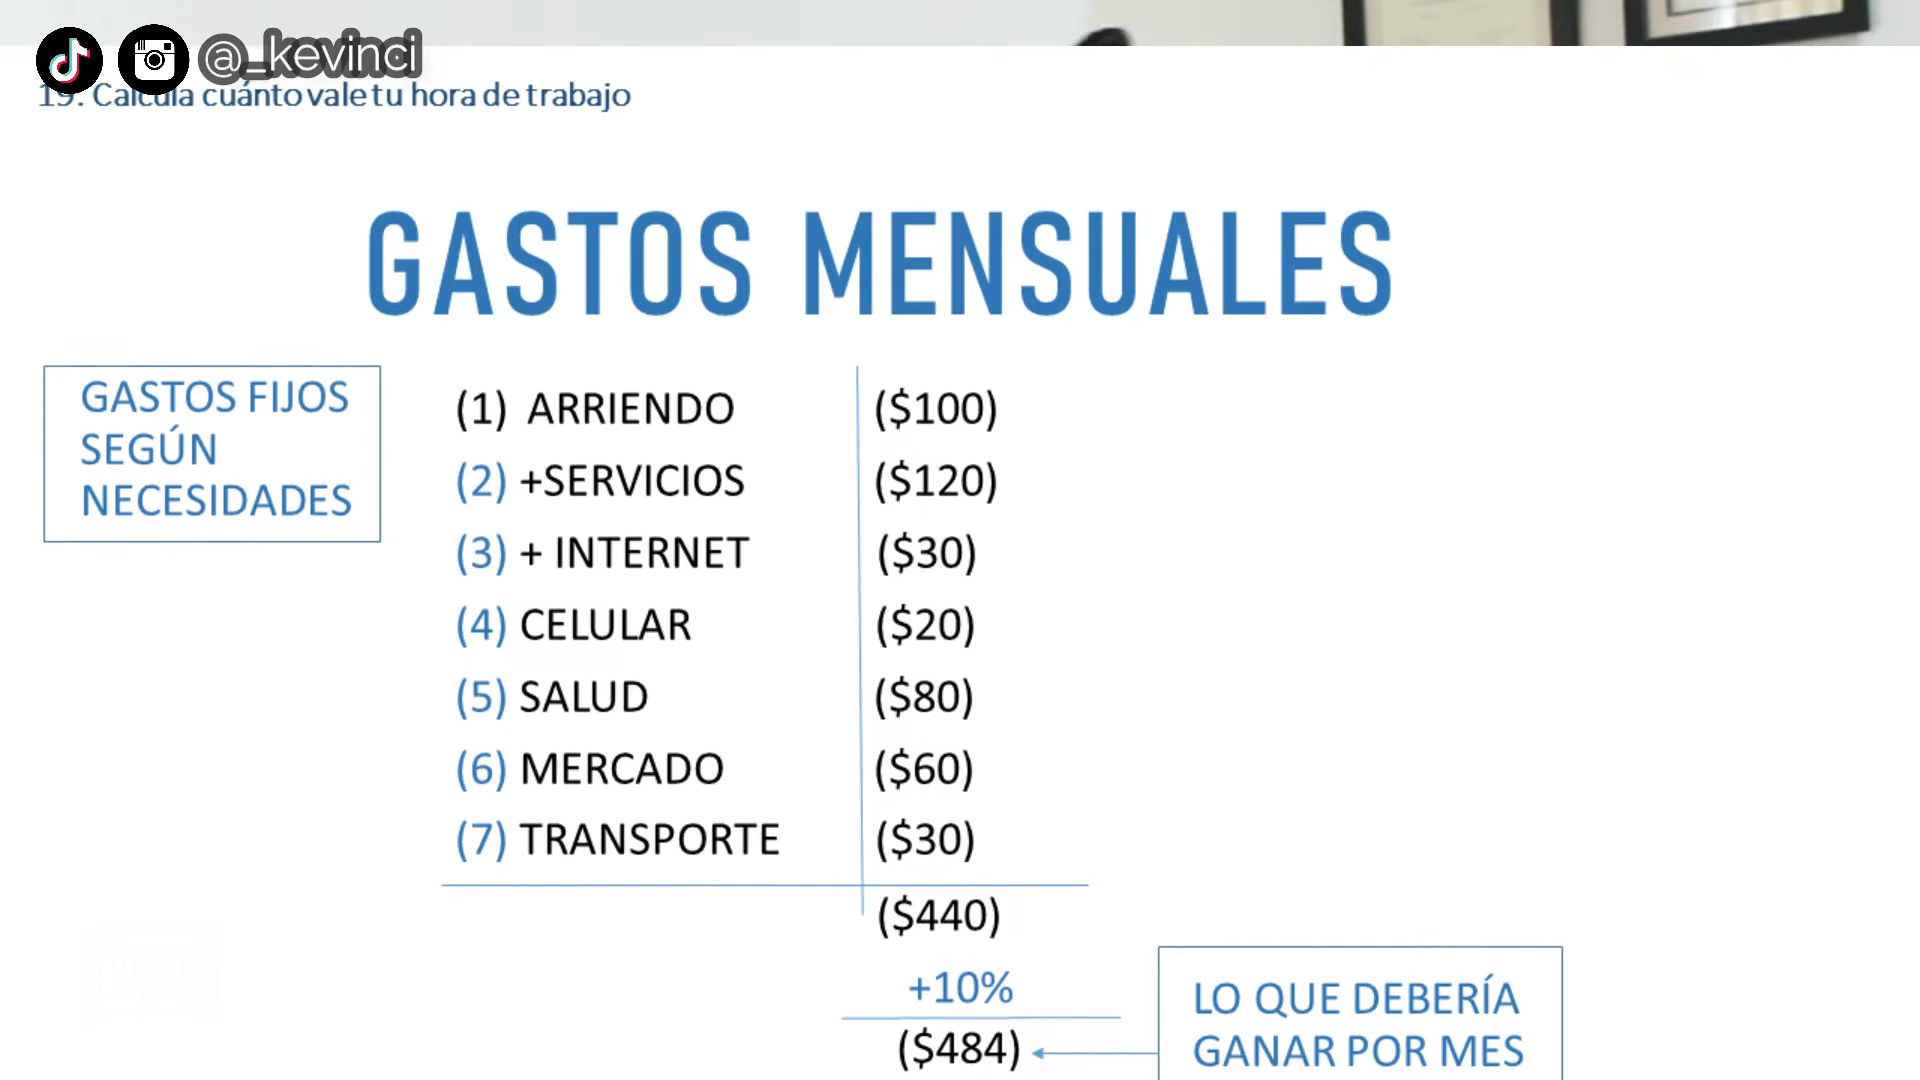 @_kevinci
19. Calcula cuánto vale tu hora de trabajo
GASTOS MENSUALES
GASTOS FIJOS
SEGÚN
NECESIDADES
(1) ARRIENDO ($100)
(2) +SERVICIOS ($120)
(3) + INTERNET ($30)
(4) CELULAR ($20)
(5) SALUD ($80)
(6) MERCADO ($60)
(7) TRANSPORTE ($30)
($440)
+10%
($484)
LO QUE DEBERÍA
GANAR POR MES